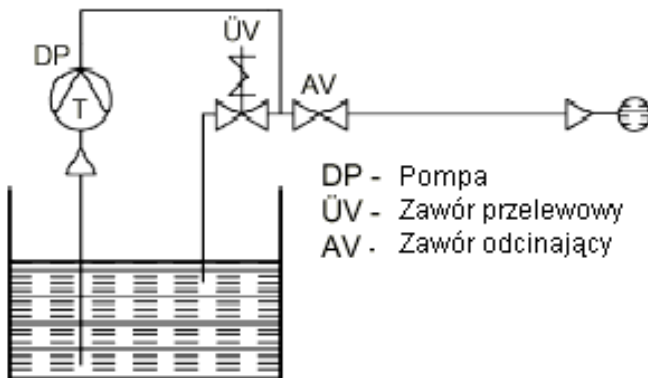 ÜV
DP
AV
T
DP - Pompa
ÜV - Zawór przelewowy
AV - Zawór odcinający